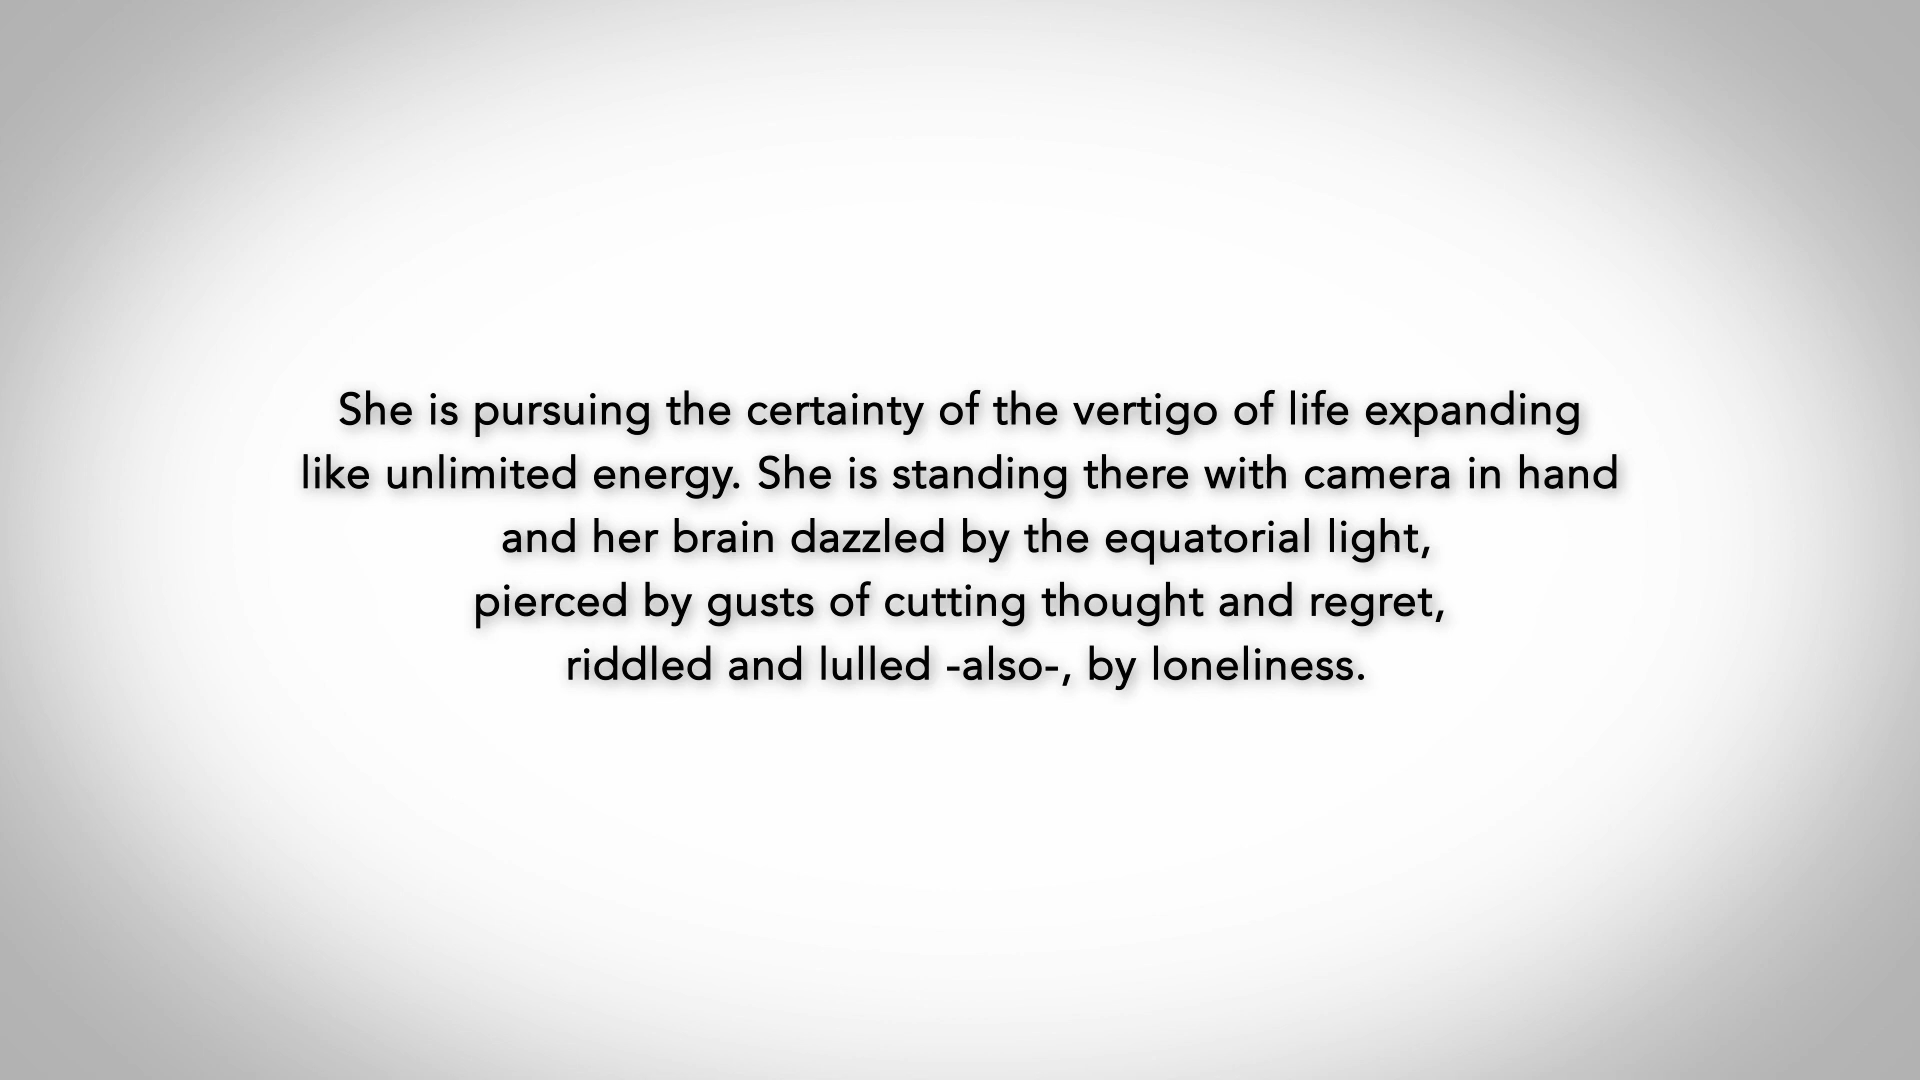 She is pursuing the certainty of the vertigo of life expanding
like unlimited energy. She is standing there with camera in hand
and her brain dazzled by the equatorial light,
pierced by gusts of cutting thought and regret,
riddled and lulled -also-, by loneliness.